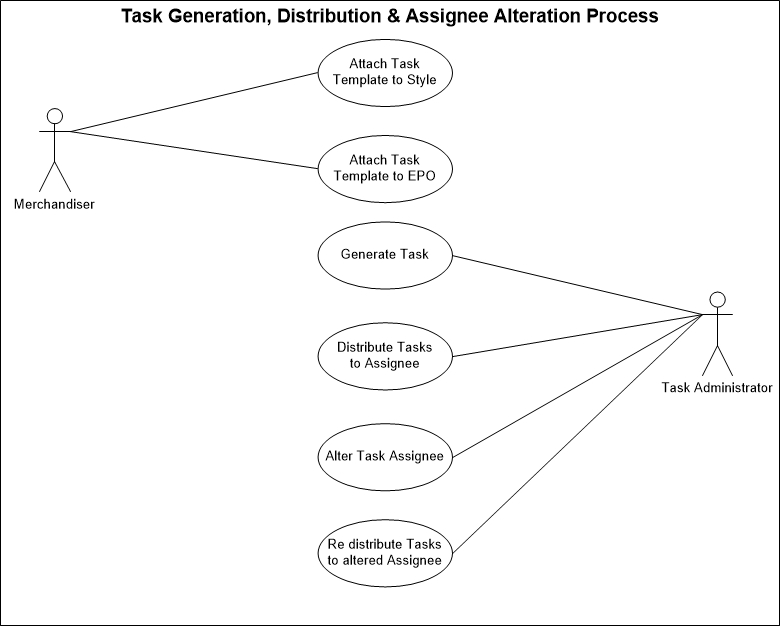 Task Generation, Distribution & Assignee Alteration Process
Attach Task
Template to Style
Merchandiser
Attach Task
Template to EPO
Generate Task
Distribute Tasks
to Assignee
Task Administrator
Alter Task Assignee
Re distribute Tasks
to altered Assignee